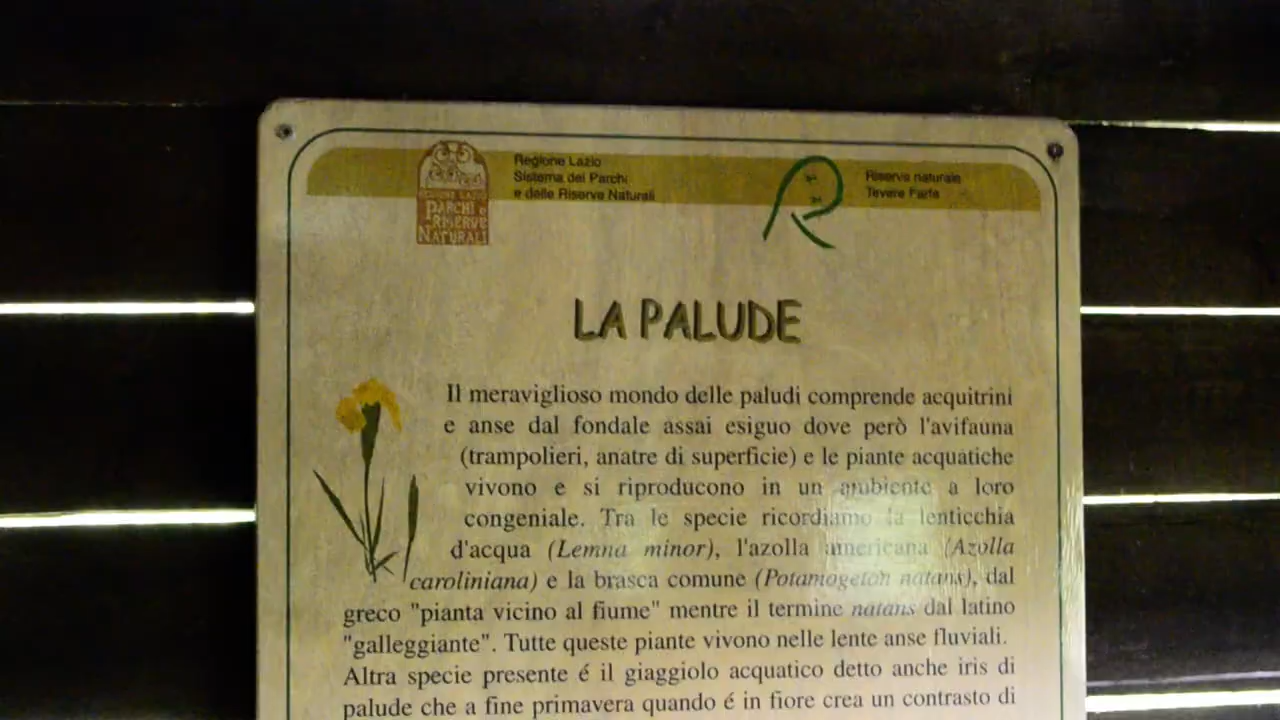 Regione Lazio
Sistema dei Parchi
e delle Riserve Naturali
REGIONE LAZIO
PARCHI e
RISERVE
NATURALI
R
Riserva naturale
Tevere Farfa
LA PALUDE
Il meraviglioso mondo delle paludi comprende acquitrini
e anse dal fondale assai esiguo dove però l'avifauna
(trampolieri, anatre di superficie) e le piante acquatiche
vivono e si riproducono in un ambiente a loro
congeniale. Tra le specie ricordiamo la lenticchia
d'acqua (Lemna minor), l'azolla americana (Azolla
caroliniana) e la brasca comune (Potamogeton natans), dal
greco "pianta vicino al fiume" mentre il termine natans dal latino
"galleggiante". Tutte queste piante vivono nelle lente anse fluviali.
Altra specie presente é il giaggiolo acquatico detto anche iris di
palude che a fine primavera quando é in fiore crea un contrasto di